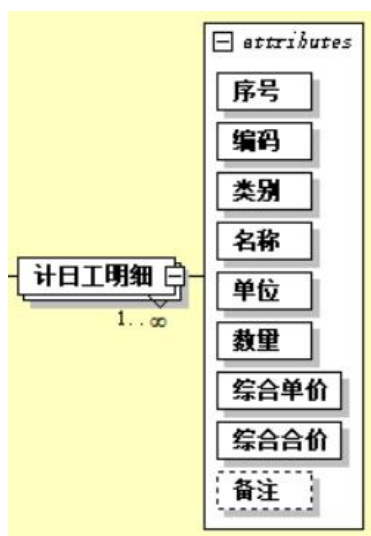 attributes
序号
编码
类别
名称
计日工明细
单位
1..∞
数量
综合单价
综合合价
备注